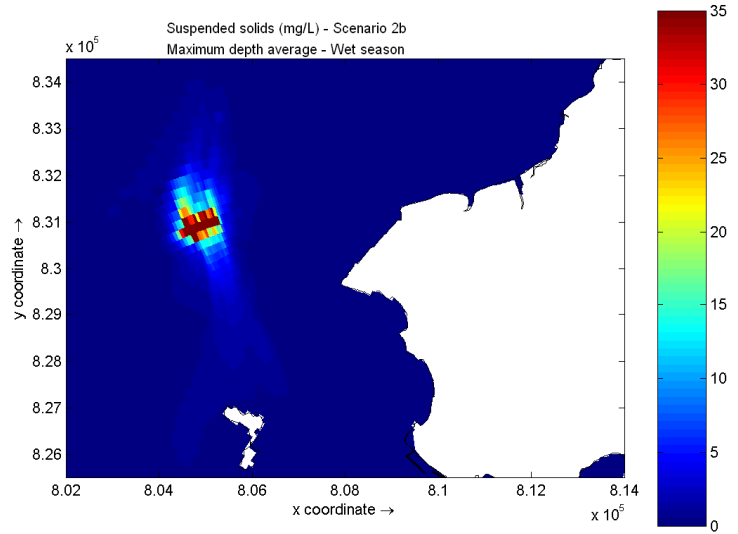 Suspended solids (mg/L) - Scenario 2b
Maximum depth average - Wet season
x 10^5
8.34
8.33
8.32
8.31
8.3
8.29
8.28
8.27
8.26
y coordinate →
8.02 8.04 8.06 8.08 8.1 8.12 8.14
x coordinate →
x 10^5
35
30
25
20
15
10
5
0